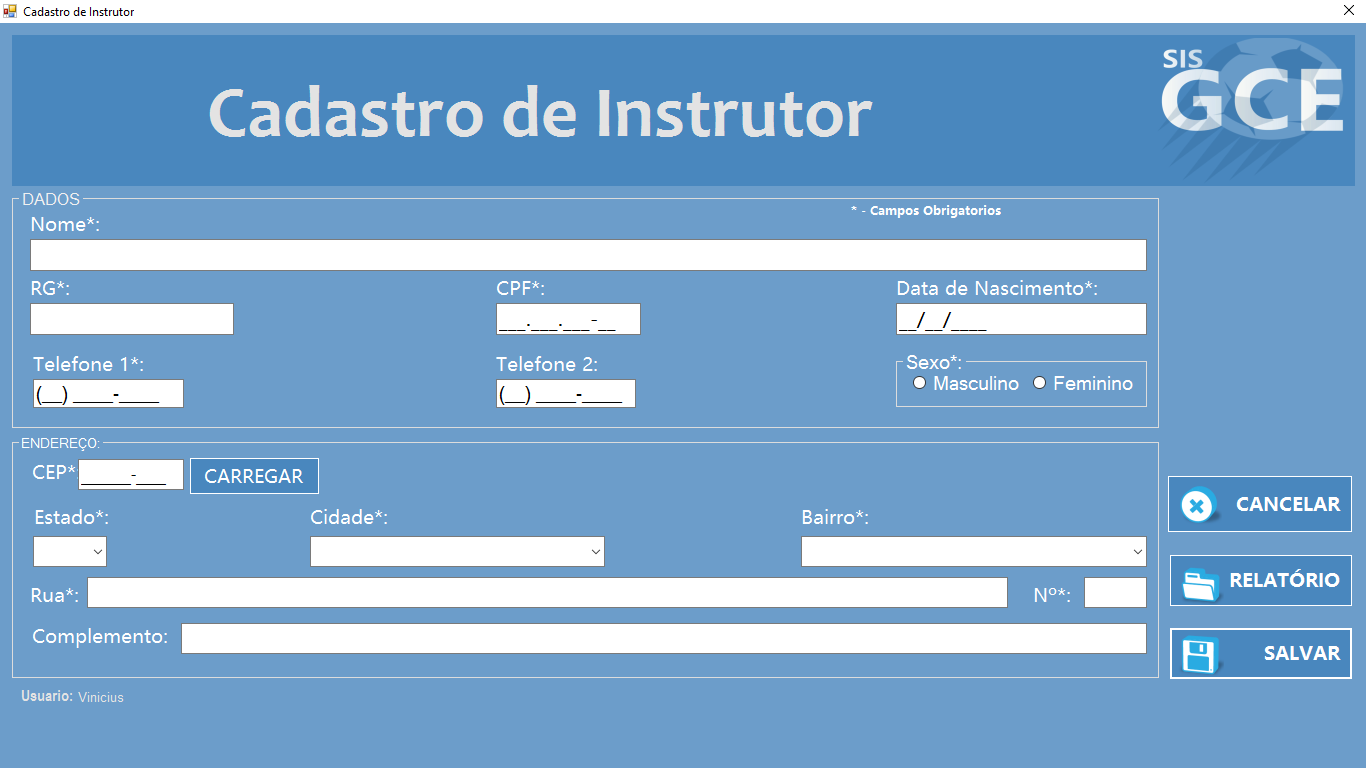 Cadastro de Instrutor
SIS
GCE
Cadastro de Instrutor
DADOS
* - Campos Obrigatorios
Nome*:
RG*: CPF*: Data de Nascimento*:
___.___.___-__ __/__/____
Telefone 1*: Telefone 2: Sexo*:
(__) ____-____ (__) ____-____ Masculino Feminino
ENDEREÇO:
CEP* _____-___ CARREGAR
Estado*: Cidade*: Bairro*:
Rua*: Nº*:
Complemento:
CANCELAR
RELATÓRIO
SALVAR
Usuario: Vinicius